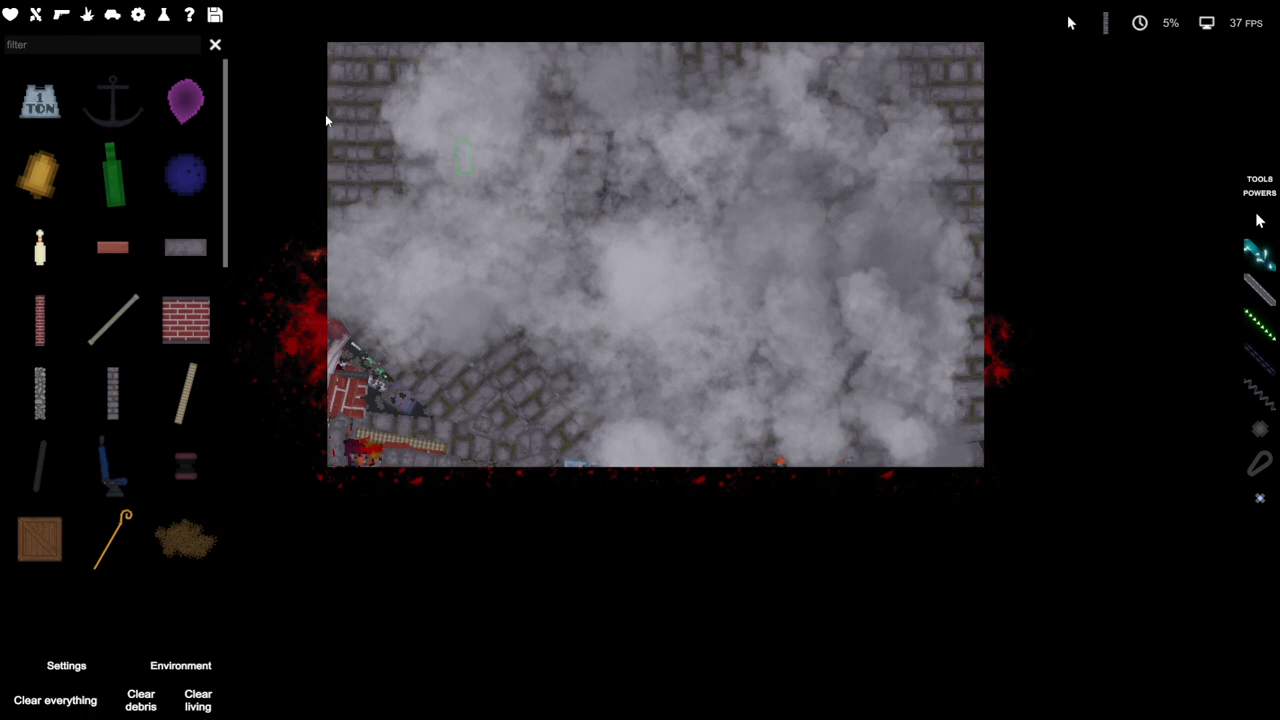 5%
37 FPS
filter
1
TON
TOOLS
POWERS
Settings
Environment
Clear everything
Clear
debris
Clear
living